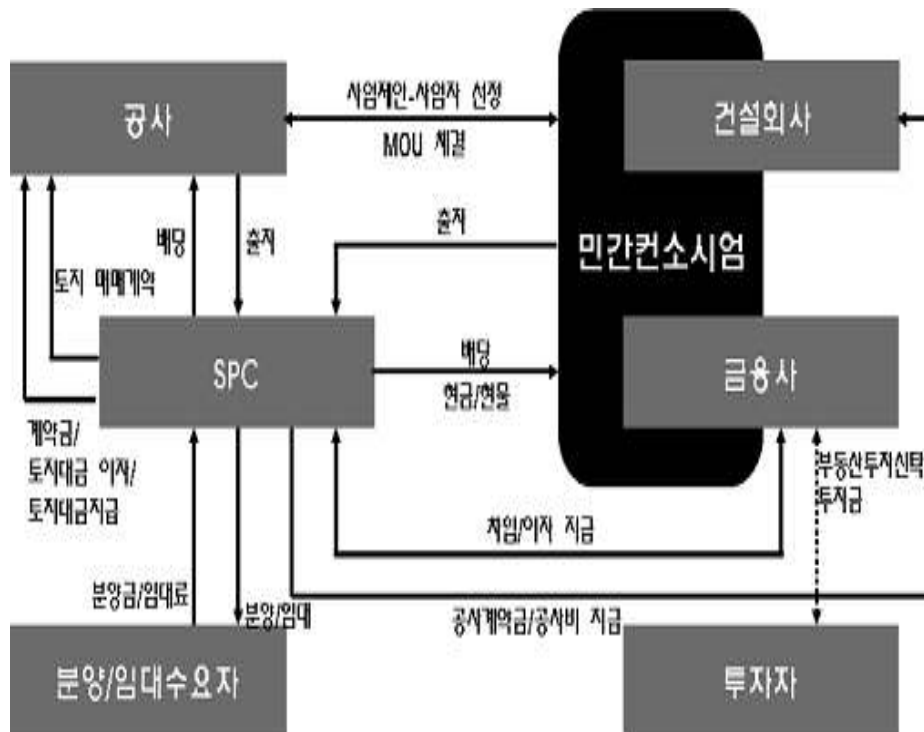 공사
사업제안-사업자 선정
MOU 체결
건설회사
배당
출자
출자
민간컨소시엄
토지 매매계약
SPC
배당
현금/현물
금융사
계약금/
토지대금 이자/
토지대금지급
부동산투자신탁
투자금
차입/이자 지급
분양금/임대료
분양/임대
공사계약금/공사비 지급
분양/임대수요자
투자자